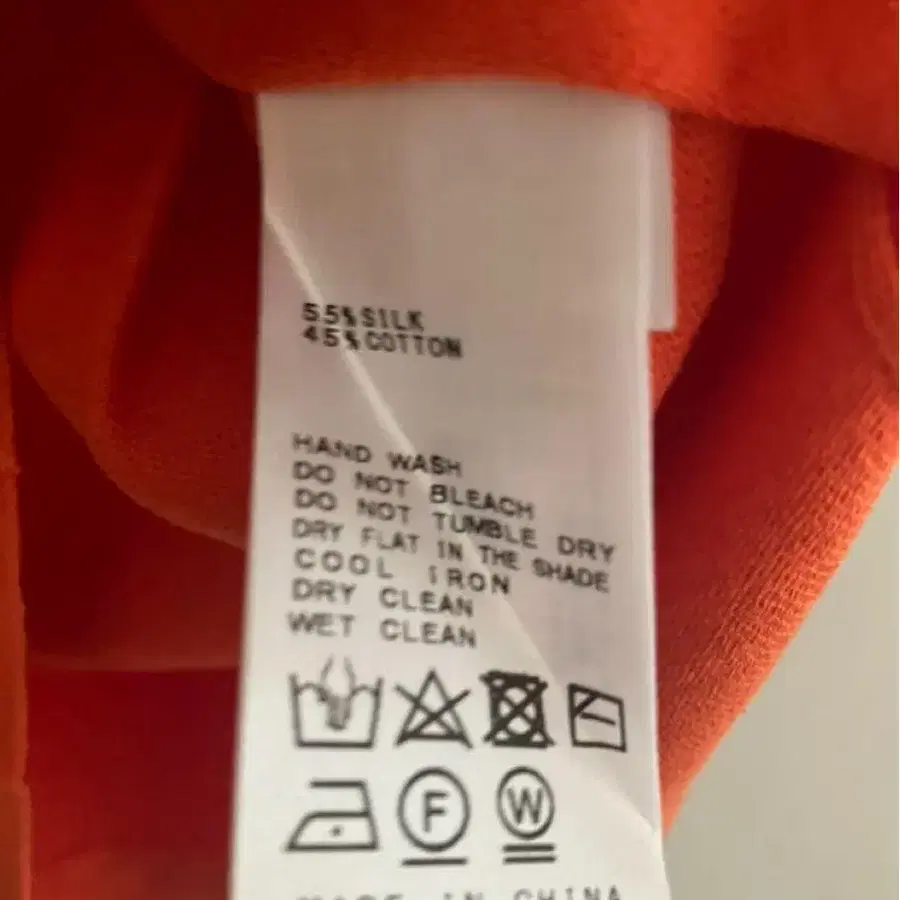 55% SILK
45% COTTON
HAND WASH
DO NOT BLEACH
DO NOT TUMBLE DRY
DRY FLAT IN THE SHADE
COOL IRON
DRY CLEAN
WET CLEAN
F W
MADE IN CHINA